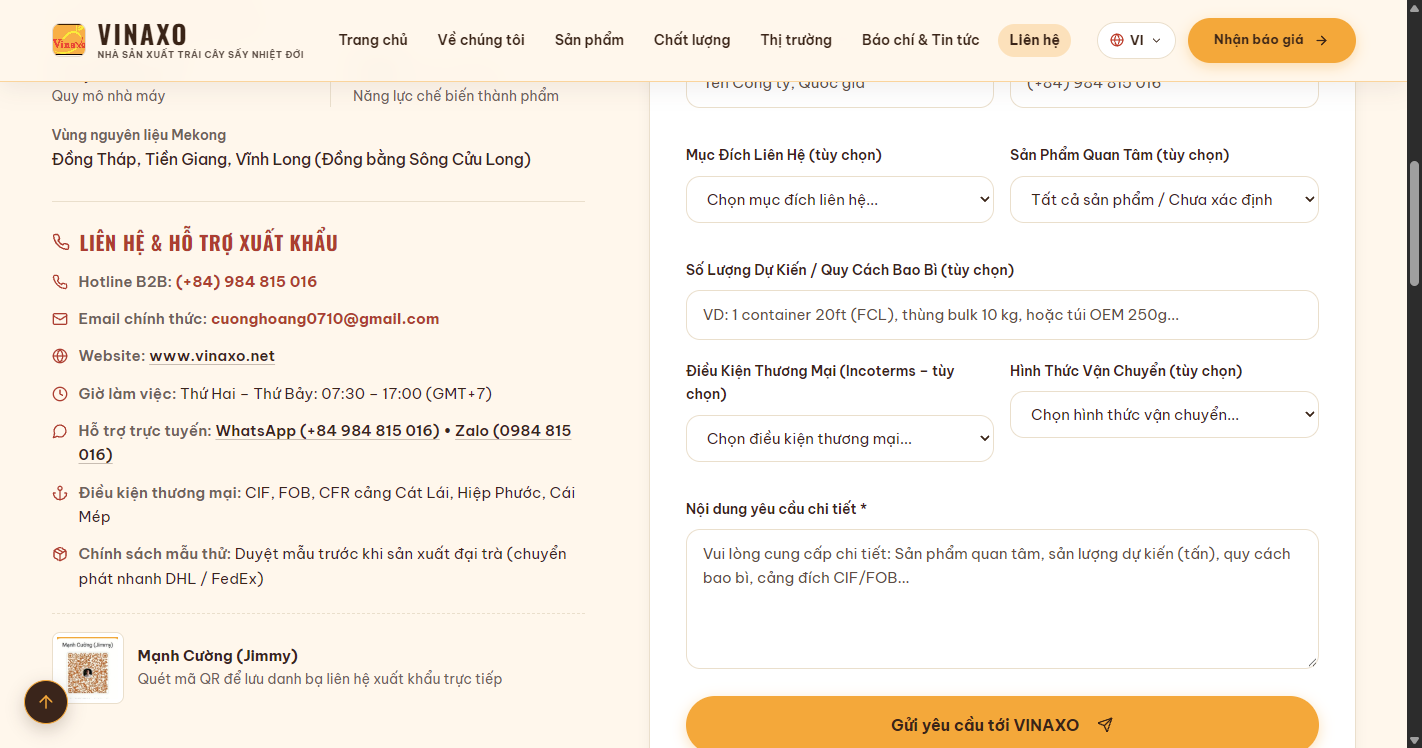 Vinaxo
VINAXO
NHÀ SẢN XUẤT TRÁI CÂY SẤY NHIỆT ĐỚI
Trang chủ
Về chúng tôi
Sản phẩm
Chất lượng
Thị trường
Báo chí & Tin tức
Liên hệ
VI
Nhận báo giá
Quy mô nhà máy
Năng lực chế biến thành phẩm
Vùng nguyên liệu Mekong
Đồng Tháp, Tiền Giang, Vĩnh Long (Đồng bằng Sông Cửu Long)
LIÊN HỆ & HỖ TRỢ XUẤT KHẨU
Hotline B2B: (+84) 984 815 016
Email chính thức: cuonghoang0710@gmail.com
Website: www.vinaxo.net
Giờ làm việc: Thứ Hai – Thứ Bảy: 07:30 – 17:00 (GMT+7)
Hỗ trợ trực tuyến: WhatsApp (+84 984 815 016) • Zalo (0984 815
016)
Điều kiện thương mại: CIF, FOB, CFR cảng Cát Lái, Hiệp Phước, Cái
Mép
Chính sách mẫu thử: Duyệt mẫu trước khi sản xuất đại trà (chuyển
phát nhanh DHL / FedEx)
Mạnh Cường (Jimmy)
Mạnh Cường (Jimmy)
Quét mã QR để lưu danh bạ liên hệ xuất khẩu trực tiếp
Tên Công ty, Quốc gia
(+84) 984 815 016
Mục Đích Liên Hệ (tùy chọn)
Sản Phẩm Quan Tâm (tùy chọn)
Chọn mục đích liên hệ...
Tất cả sản phẩm / Chưa xác định
Số Lượng Dự Kiến / Quy Cách Bao Bì (tùy chọn)
VD: 1 container 20ft (FCL), thùng bulk 10 kg, hoặc túi OEM 250g...
Điều Kiện Thương Mại (Incoterms – tùy
chọn)
Hình Thức Vận Chuyển (tùy chọn)
Chọn điều kiện thương mại...
Chọn hình thức vận chuyển...
Nội dung yêu cầu chi tiết *
Vui lòng cung cấp chi tiết: Sản phẩm quan tâm, sản lượng dự kiến (tấn), quy cách
bao bì, cảng đích CIF/FOB...
Gửi yêu cầu tới VINAXO